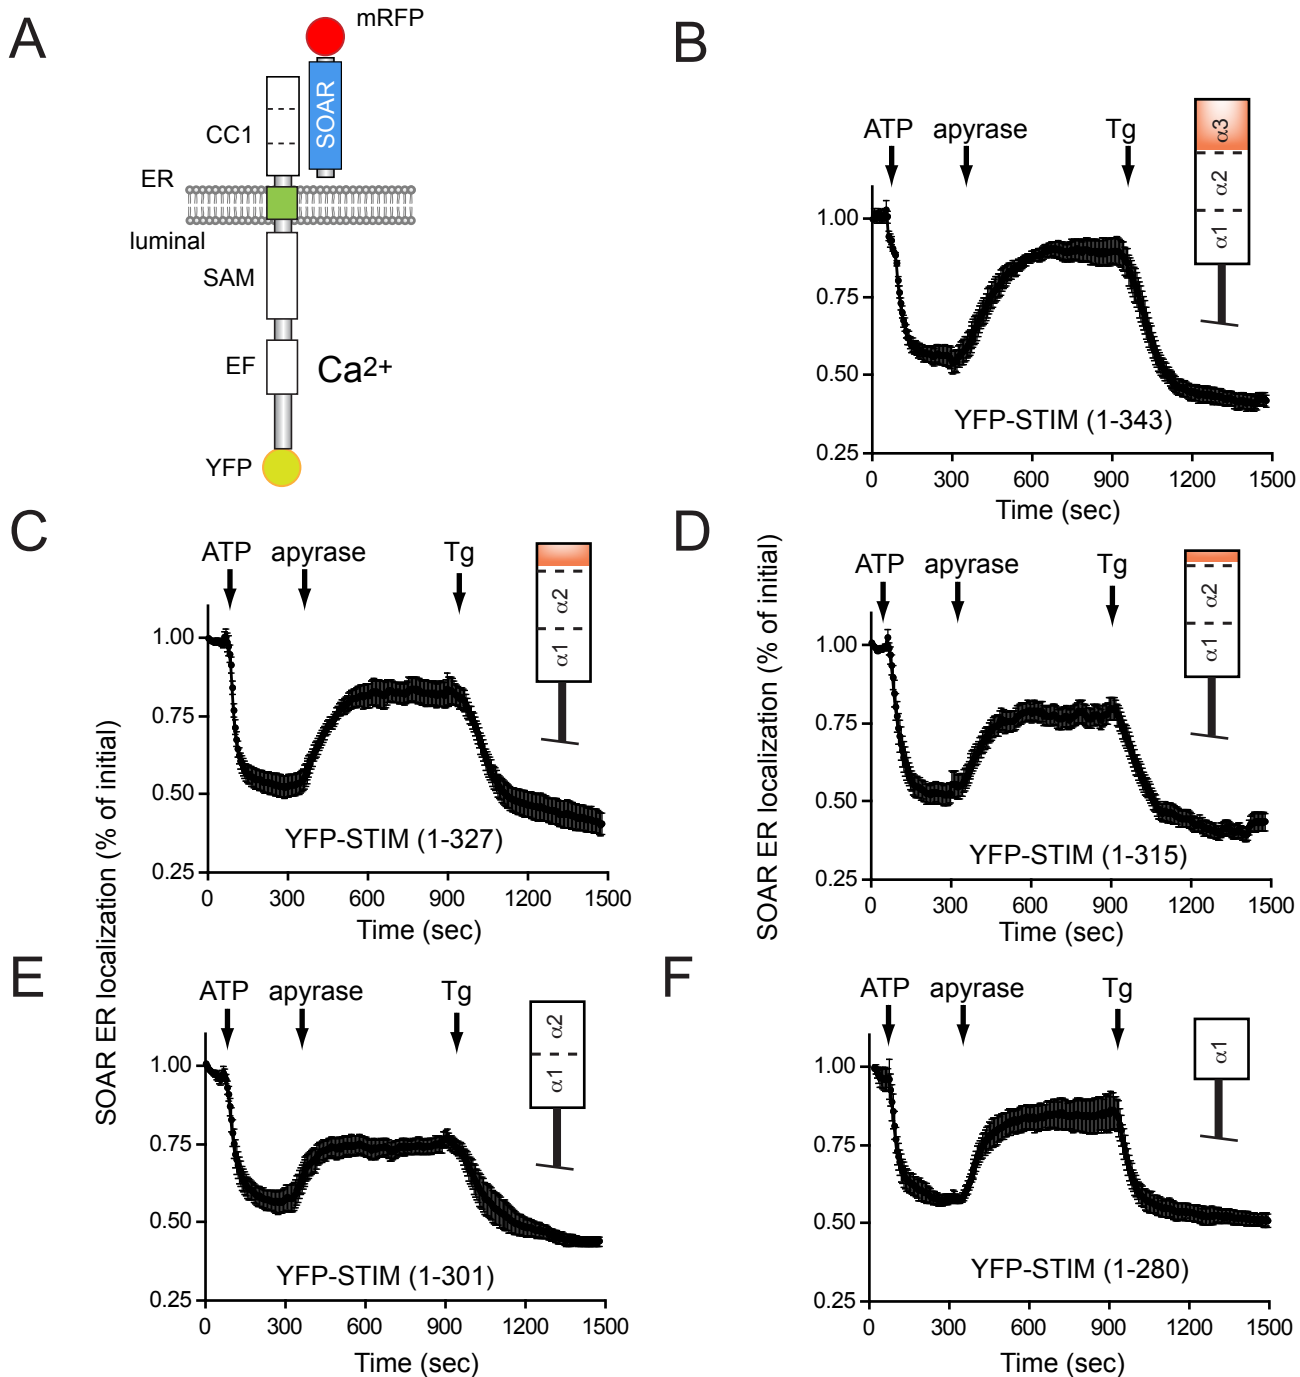 A
mRFP
SOAR
CC1
ER
luminal
SAM
EF
Ca2+
YFP
B
ATP apyrase Tg
α3
α2
α1
1.00
0.75
0.50
0.25
YFP-STIM (1-343)
0 300 600 900 1200 1500
Time (sec)
C
ATP apyrase Tg
α2
α1
1.00
0.75
0.50
0.25
YFP-STIM (1-327)
0 300 600 900 1200 1500
Time (sec)
SOAR ER localization (% of initial)
D
ATP apyrase Tg
α2
α1
1.00
0.75
0.50
0.25
YFP-STIM (1-315)
0 300 600 900 1200 1500
Time (sec)
SOAR ER localization (% of initial)
E
ATP apyrase Tg
α2
α1
1.00
0.75
0.50
0.25
YFP-STIM (1-301)
0 300 600 900 1200 1500
Time (sec)
F
ATP apyrase Tg
α1
1.00
0.75
0.50
0.25
YFP-STIM (1-280)
0 300 600 900 1200 1500
Time (sec)